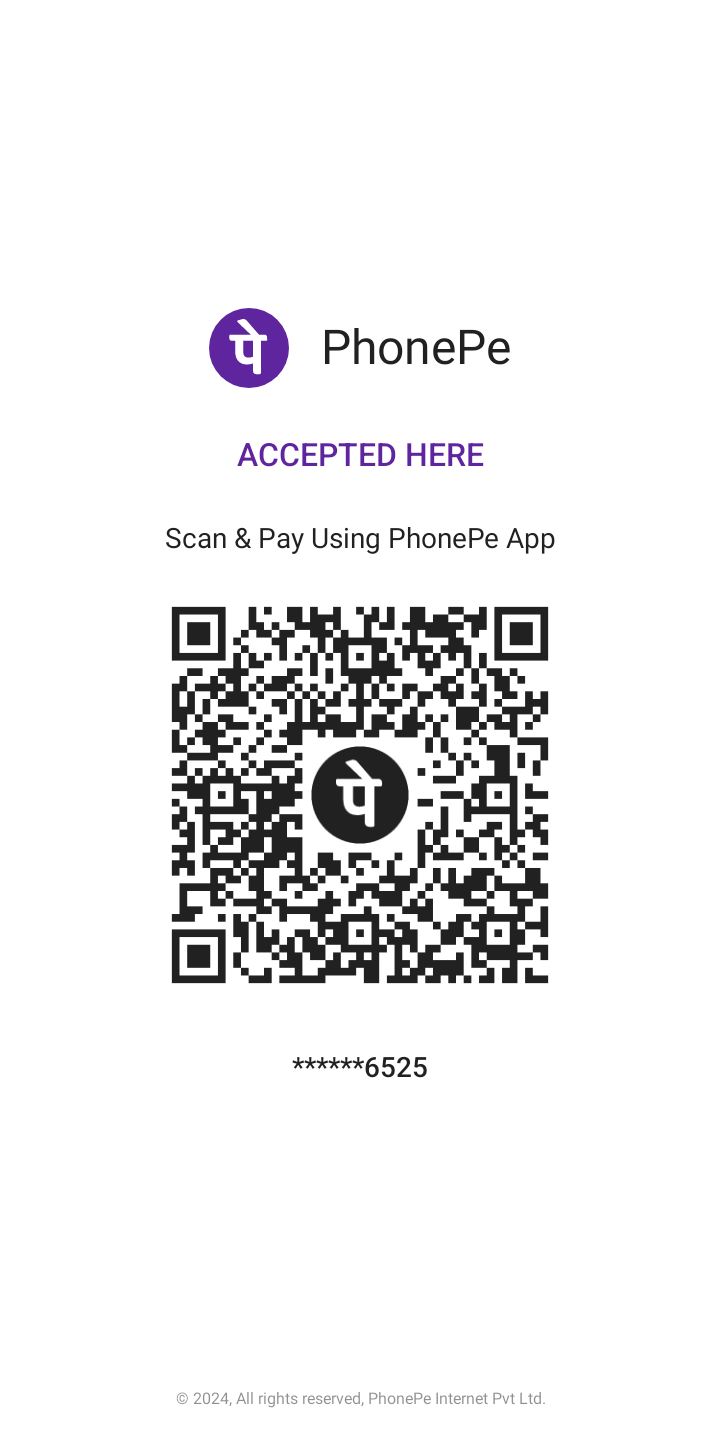 पे PhonePe
ACCEPTED HERE
Scan & Pay Using PhonePe App
पे
******6525
© 2024, All rights reserved, PhonePe Internet Pvt Ltd.